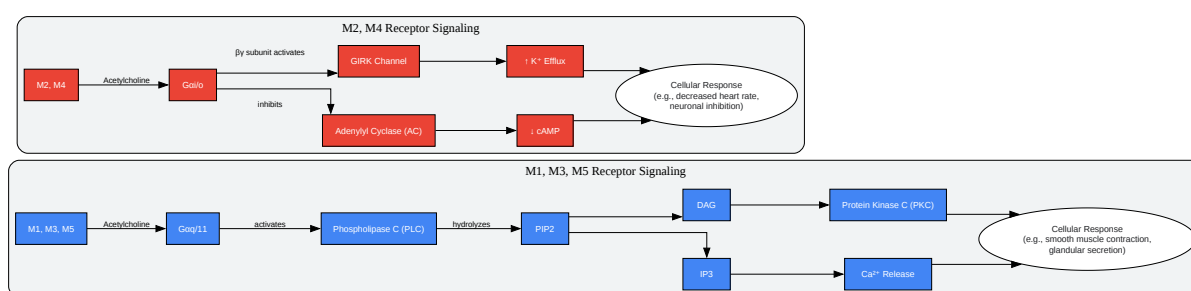 M2, M4 Receptor Signaling
M2, M4
Acetylcholine
Gαi/o
βγ subunit activates
GIRK Channel
↑ K⁺ Efflux
inhibits
Adenylyl Cyclase (AC)
↓ cAMP
Cellular Response
(e.g., decreased heart rate,
neuronal inhibition)
M1, M3, M5 Receptor Signaling
M1, M3, M5
Acetylcholine
Gαq/11
activates
Phospholipase C (PLC)
hydrolyzes
PIP2
DAG
Protein Kinase C (PKC)
IP3
Ca²⁺ Release
Cellular Response
(e.g., smooth muscle contraction,
glandular secretion)